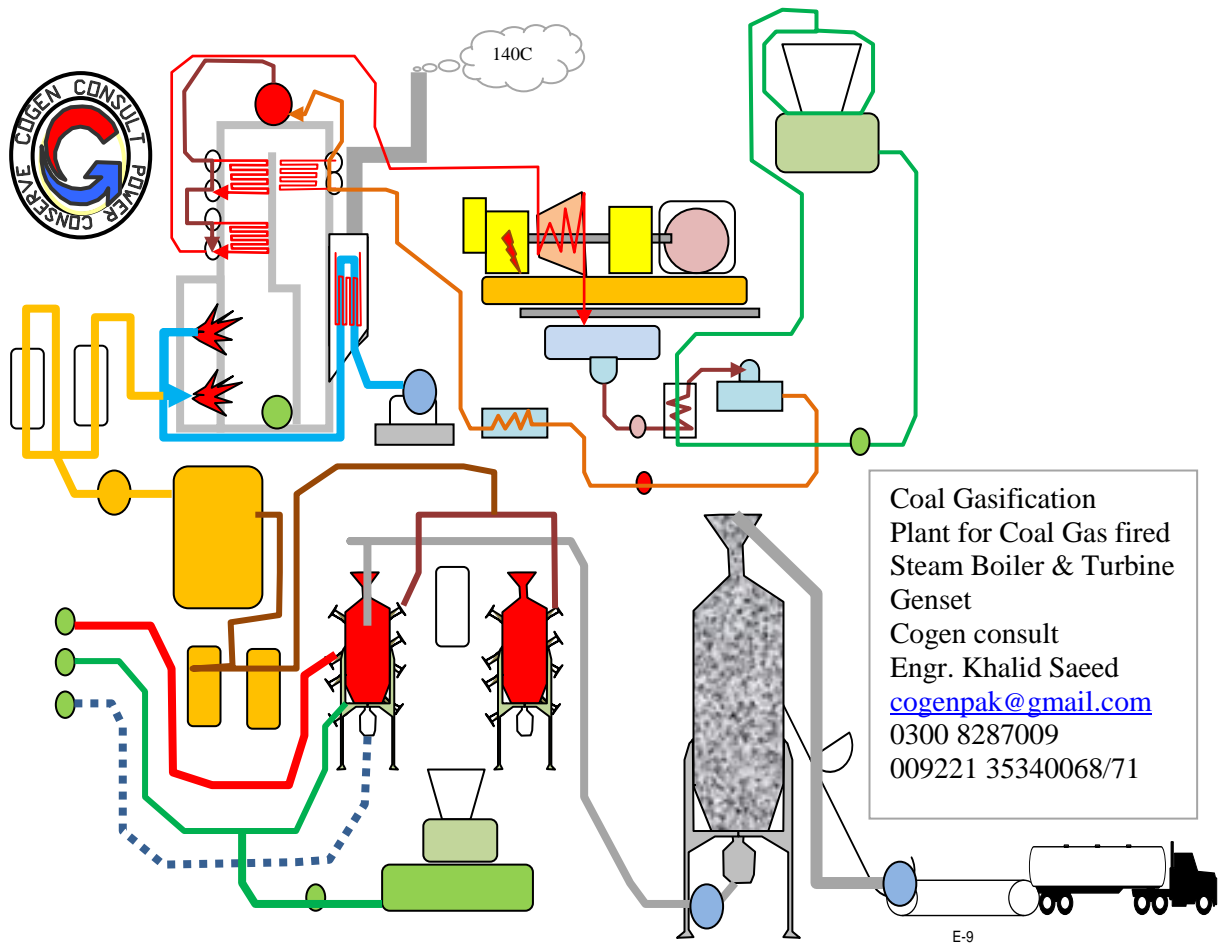 140C
COGEN CONSULT POWER CONSERVE
Coal Gasification
Plant for Coal Gas fired
Steam Boiler & Turbine
Genset
Cogen consult
Engr. Khalid Saeed
cogenpak@gmail.com
0300 8287009
009221 35340068/71
E-9